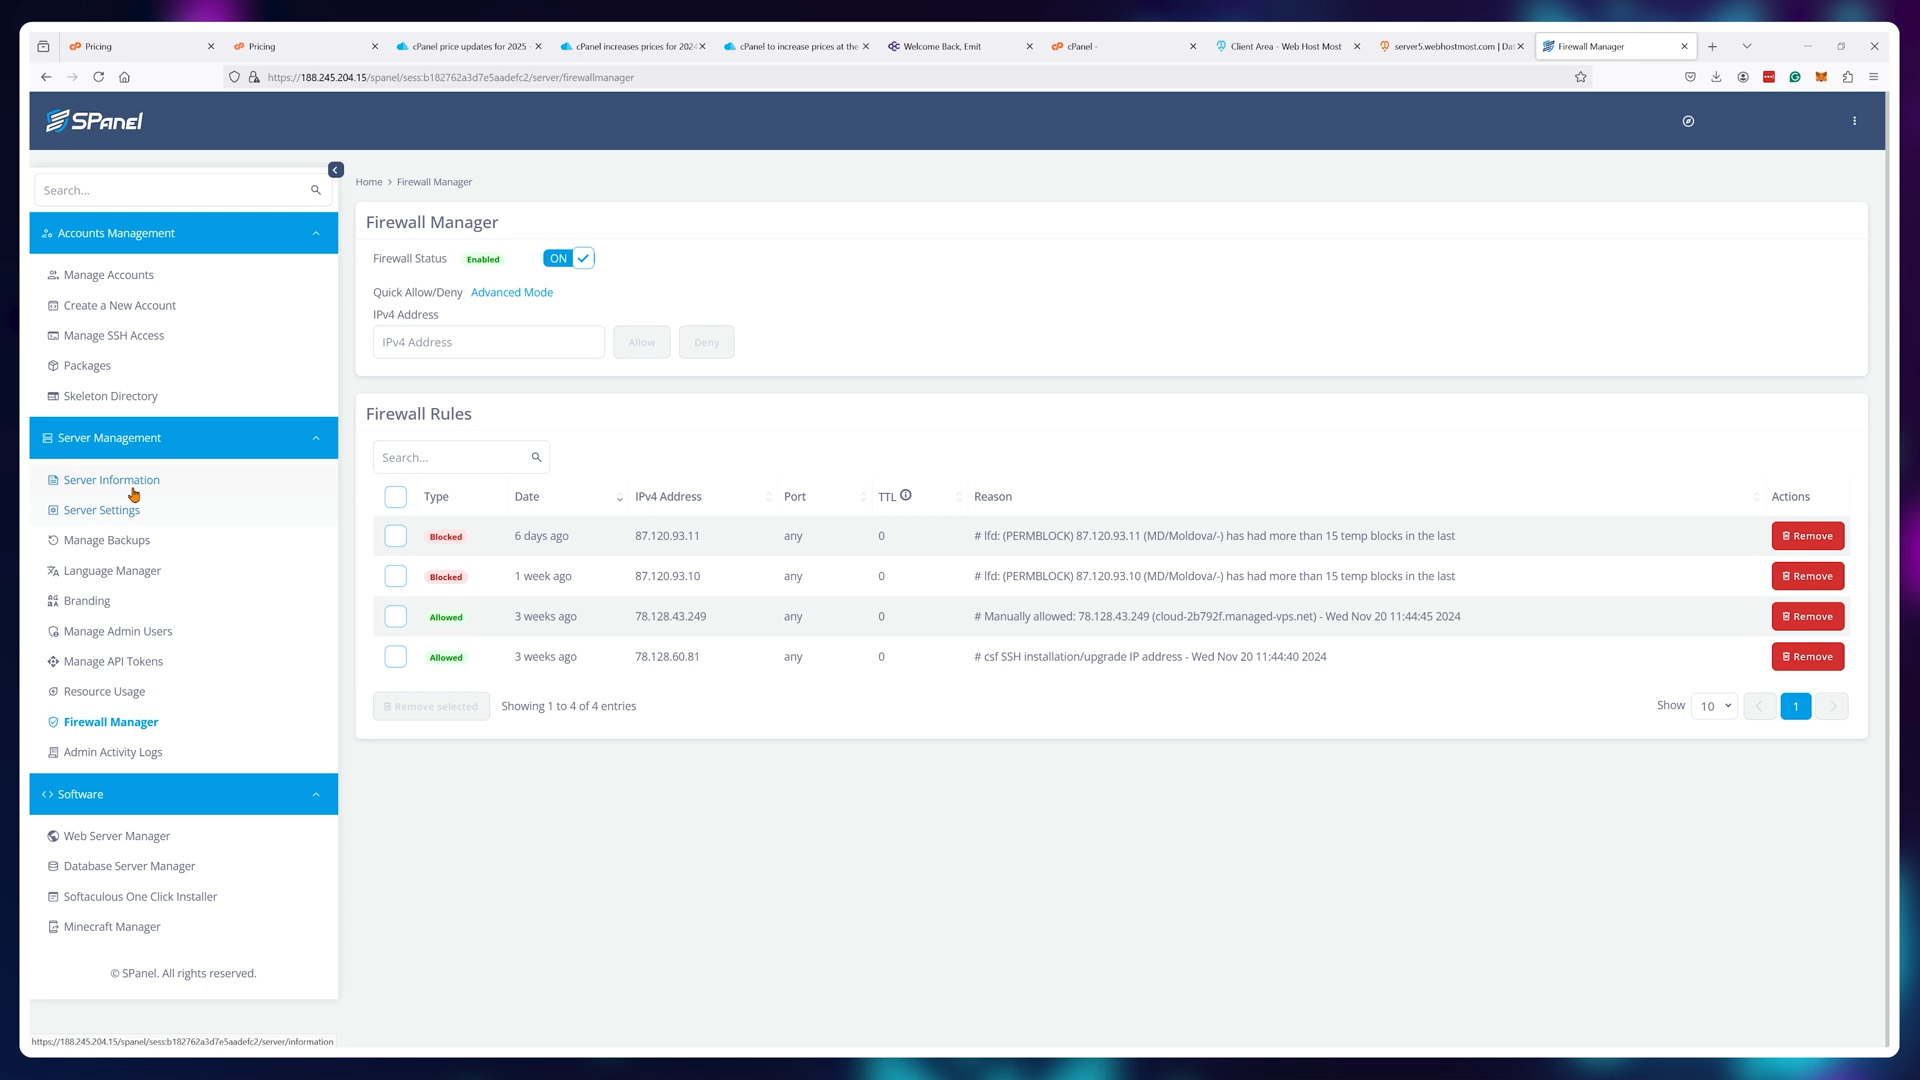 Pricing
Pricing
cPanel price updates for 2025 -
cPanel increases prices for 2024
cPanel to increase prices at the
Welcome Back, Emit
cPanel -
Client Area - Web Host Most
server5.webhostmost.com | Da
Firewall Manager
https://188.245.204.15/spanel/sess:b182762a3d7e5aadefc2/server/firewallmanager
SPanel
Search...
Accounts Management
Manage Accounts
Create a New Account
Manage SSH Access
Packages
Skeleton Directory
Server Management
Server Information
Server Settings
Manage Backups
Language Manager
Branding
Manage Admin Users
Manage API Tokens
Resource Usage
Firewall Manager
Admin Activity Logs
Software
Web Server Manager
Database Server Manager
Softaculous One Click Installer
Minecraft Manager
© SPanel. All rights reserved.
https://188.245.204.15/spanel/sess:b182762a3d7e5aadefc2/server/information
Home > Firewall Manager
Firewall Manager
Firewall Status Enabled ON
Quick Allow/Deny Advanced Mode
IPv4 Address
IPv4 Address Allow Deny
Firewall Rules
Search...
Type Date IPv4 Address Port TTL Reason Actions
Blocked 6 days ago 87.120.93.11 any 0 # lfd: (PERMBLOCK) 87.120.93.11 (MD/Moldova/-) has had more than 15 temp blocks in the last Remove
Blocked 1 week ago 87.120.93.10 any 0 # lfd: (PERMBLOCK) 87.120.93.10 (MD/Moldova/-) has had more than 15 temp blocks in the last Remove
Allowed 3 weeks ago 78.128.43.249 any 0 # Manually allowed: 78.128.43.249 (cloud-2b792f.managed-vps.net) - Wed Nov 20 11:44:45 2024 Remove
Allowed 3 weeks ago 78.128.60.81 any 0 # csf SSH installation/upgrade IP address - Wed Nov 20 11:44:40 2024 Remove
Remove selected Showing 1 to 4 of 4 entries Show 10 1